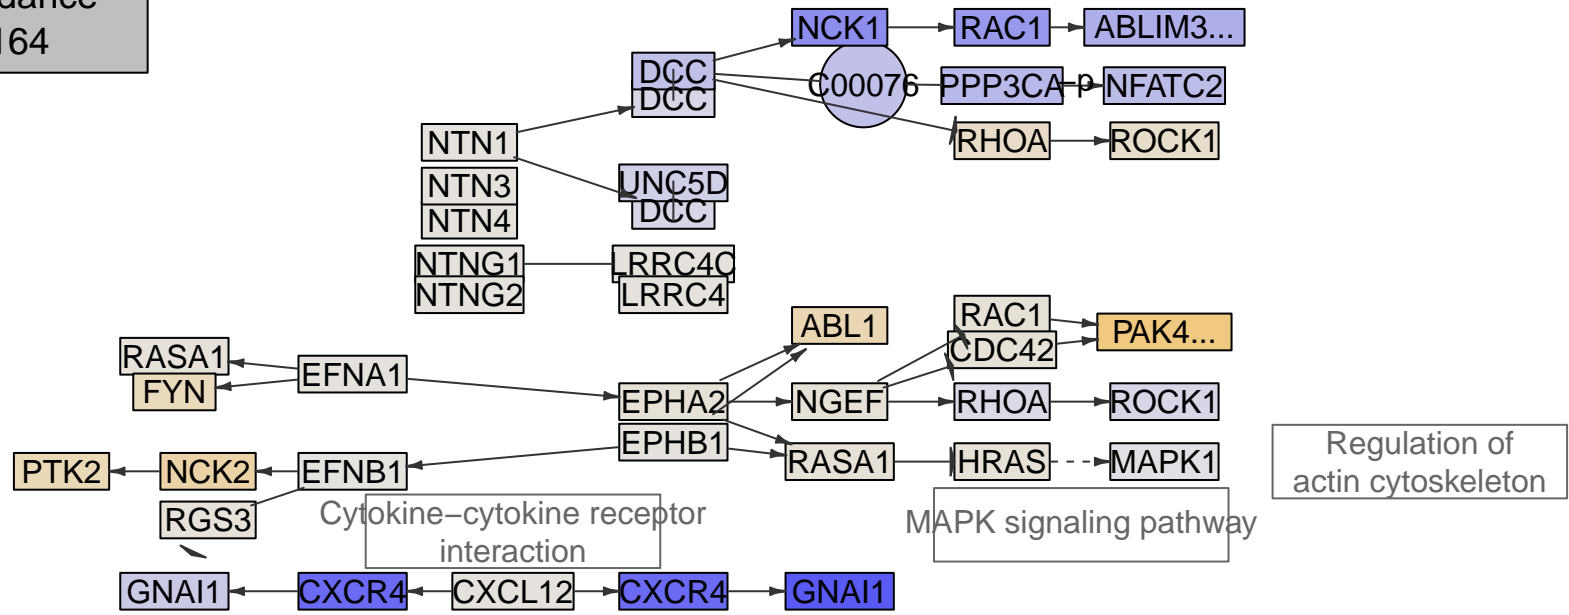 164
NCK1
RAC1
ABLIM3...
DCC
DCC
C00076
PPP3CA
–p
NFATC2
RHOA
ROCK1
NTN1
NTN3
NTN4
UNC5D
DCC
NTNG1
LRRC4C
NTNG2
LRRC4
ABL1
RAC1
CDC42
PAK4...
RASA1
FYN
EFNA1
EPHA2
NGEF
RHOA
ROCK1
EPHB1
RASA1
HRAS
MAPK1
PTK2
NCK2
EFNB1
RGS3
Regulation of
actin cytoskeleton
Cytokine–cytokine receptor
interaction
MAPK signaling pathway
GNAI1
CXCR4
CXCL12
CXCR4
GNAI1